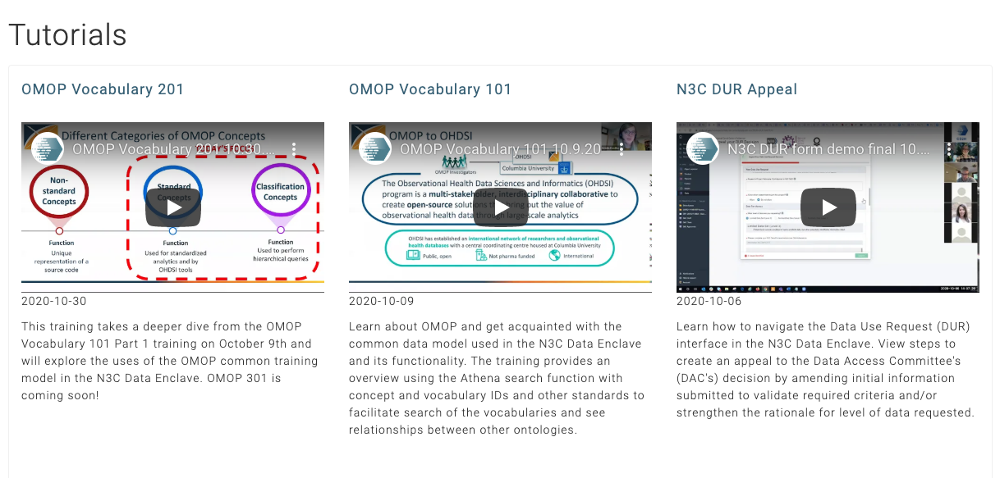 Tutorials
OMOP Vocabulary 201
Different Categories of OMOP Concepts
OMOP Vocabulary 201 10.30....
Non-
standard
Concepts
Standard
Concepts
Classification
Concepts
Function
Unique
representation of a
source code
Function
Used for standardized
analytics and by
OHDSI tools
Function
Used to perform
hierarchical queries
2020-10-30
This training takes a deeper dive from the OMOP
Vocabulary 101 Part 1 training on October 9th and
will explore the uses of the OMOP common training
model in the N3C Data Enclave. OMOP 301 is
coming soon!
OMOP Vocabulary 101
OMOP to OHDSI
OMOP Vocabulary 101 10.9.20
OHDSI
OMOP Investigators
Columbia University
The Observational Health Data Sciences and Informatics (OHDSI)
program is a multi-stakeholder, interdisciplinary collaborative to
create open-source solutions that bring out the value of
observational health data through large-scale analytics
OHDSI has established an international network of researchers and observational
health databases with a central coordinating centre housed at Columbia University
Public, open
Not pharma funded
International
2020-10-09
Learn about OMOP and get acquainted with the
common data model used in the N3C Data Enclave
and its functionality. The training provides an
overview using the Athena search function with
concept and vocabulary IDs and other standards to
facilitate search of the vocabularies and see
relationships between other ontologies.
N3C DUR Appeal
N3C DUR form demo final 10....
2020-10-06
Learn how to navigate the Data Use Request (DUR)
interface in the N3C Data Enclave. View steps to
create an appeal to the Data Access Committee's
(DAC's) decision by amending initial information
submitted to validate required criteria and/or
strengthen the rationale for level of data requested.